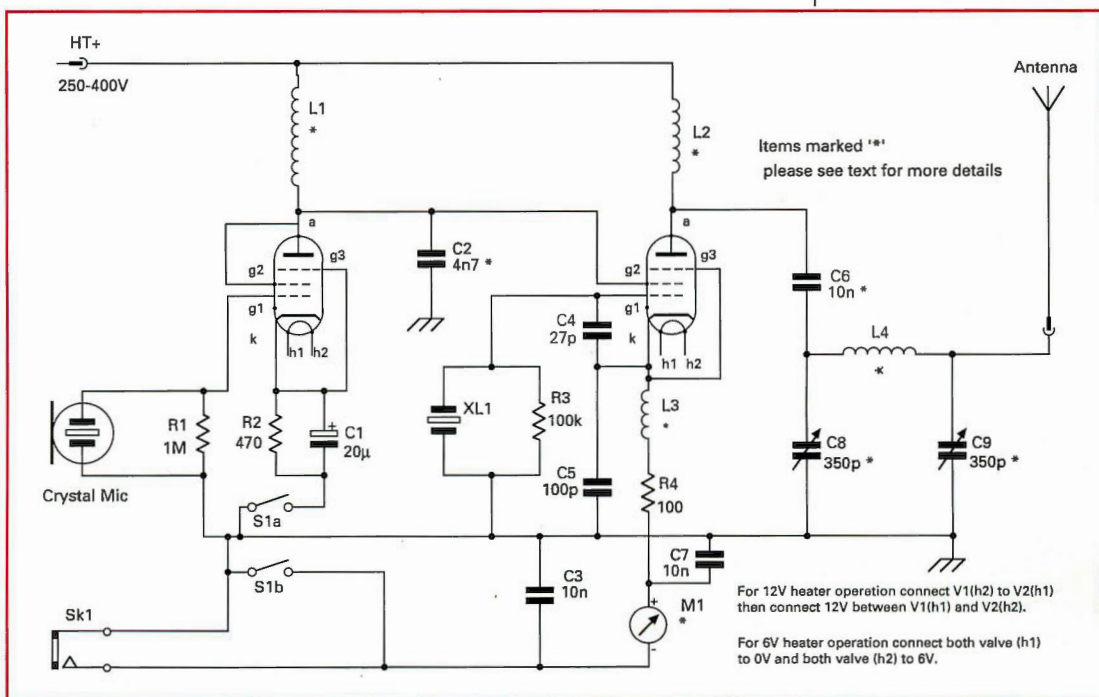 HT+
250-400V
L1
*
L2
*
Antenna
Items marked '*'
please see text for more details
a
g2
g3
g1
k
h1 h2
C2
4n7 *
a
g2
g3
g1
k
h1 h2
C4
27p
C6
10n *
L4
*
R1
1M
R2
470
+
C1
20µ
XL1
R3
100k
L3
*
C8
350p *
C9
350p *
Crystal Mic
S1a
C5
100p
R4
100
S1b
C3
10n
C7
10n
Sk1
+
M1
*
-
For 12V heater operation connect V1(h2) to V2(h1)
then connect 12V between V1(h1) and V2(h2).
For 6V heater operation connect both valve (h1)
to 0V and both valve (h2) to 6V.